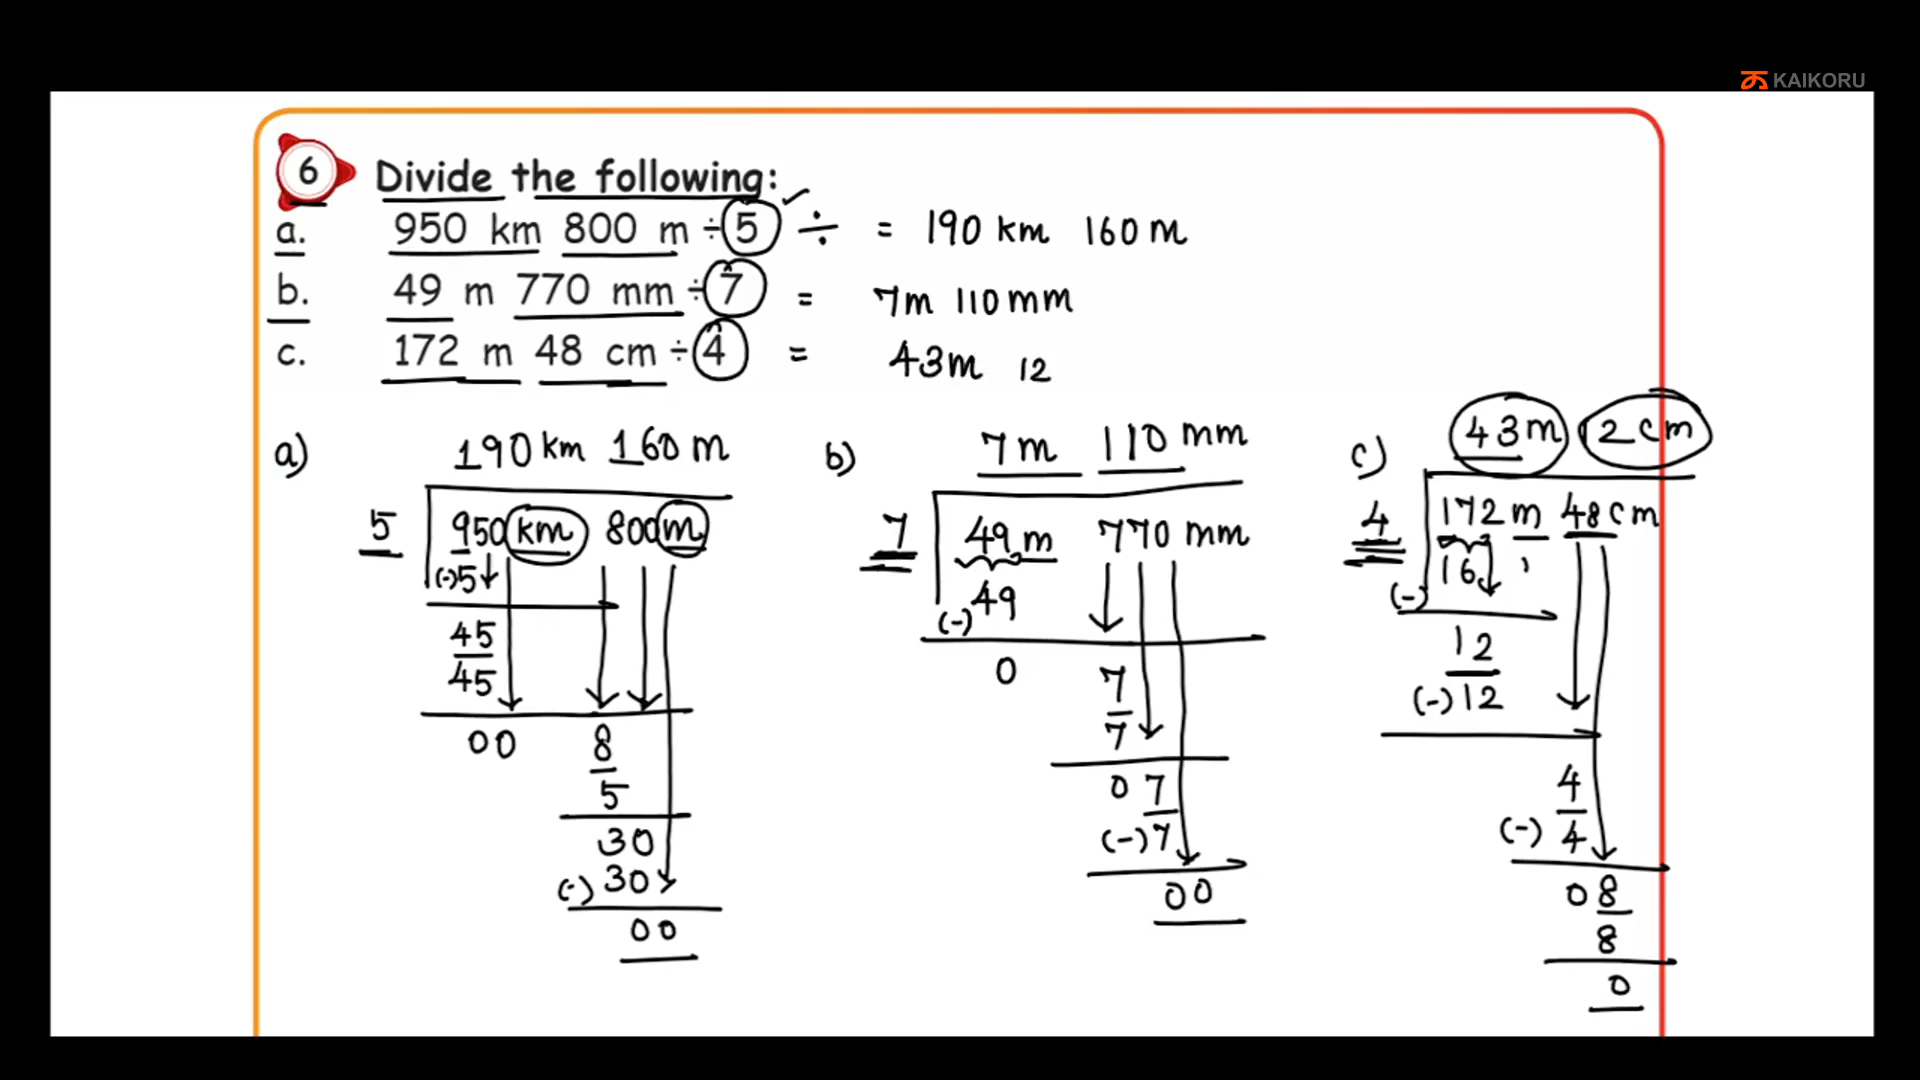 KAIKORU
6 Divide the following:
a. 950 km 800 m ÷ 5 ÷ = 190 km 160 m
b. 49 m 770 mm ÷ 7 = 7m 110 mm
c. 172 m 48 cm ÷ 4 = 43m 12
a) 190 km 160 m
5 950 km 800 m
(-) 5
45
45
00 8
5
30
(-) 30
00
b) 7 m 110 mm
7 49 m 770 mm
(-) 49
0 7
7
0 7
(-) 7
00
c) 43 m 12 cm
4 172 m 48 cm
(-) 16
12
(-) 12
4
(-) 4
08
8
0